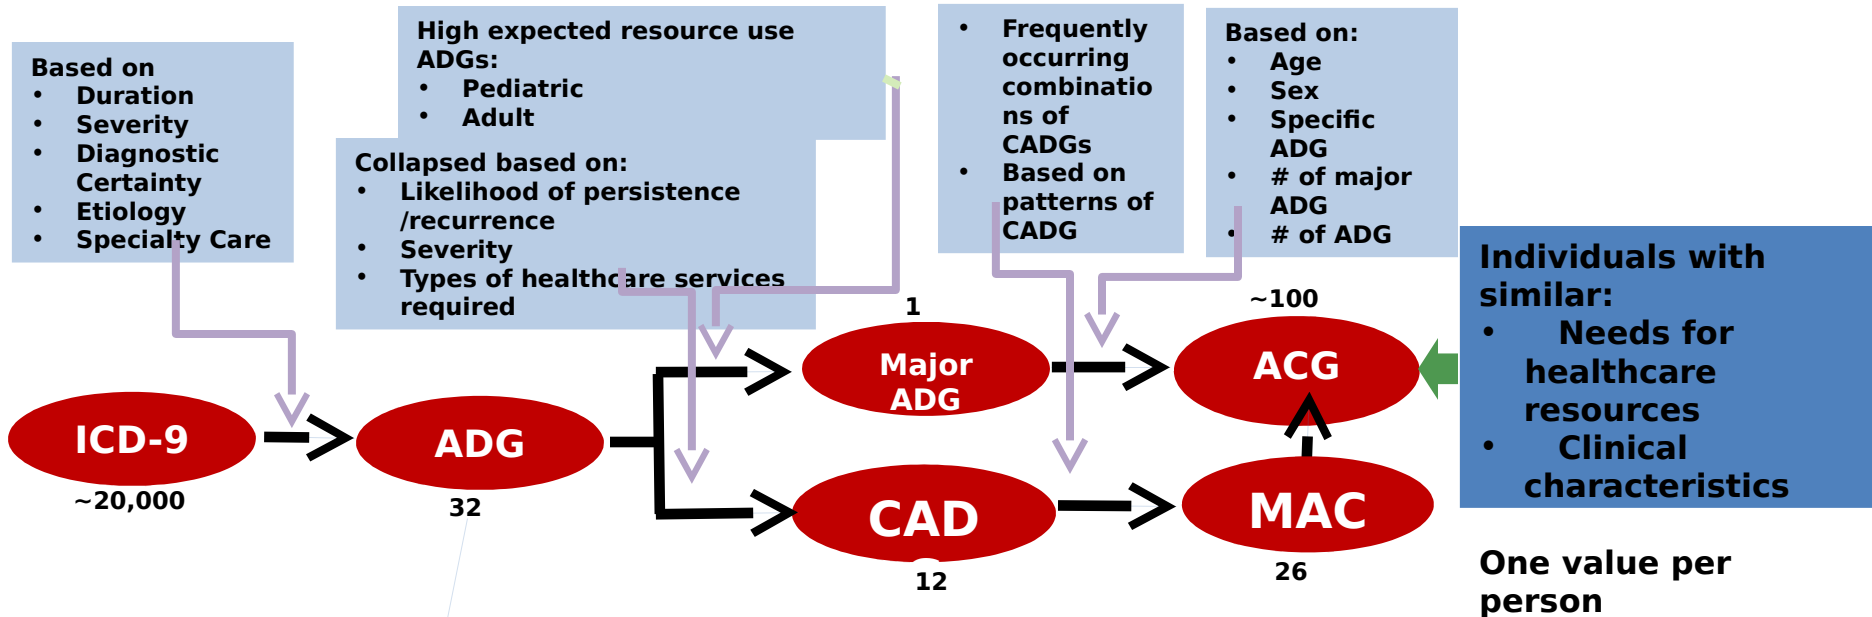 Based on
• Duration
• Severity
• Diagnostic
Certainty
• Etiology
• Specialty Care
High expected resource use
ADGs:
• Pediatric
• Adult
Collapsed based on:
• Likelihood of persistence
/recurrence
• Severity
• Types of healthcare services
required
• Frequently
occurring
combinatio
ns of
CADGs
• Based on
patterns of
CADG
Based on:
• Age
• Sex
• Specific
ADG
• # of major
ADG
• # of ADG
Individuals with
similar:
• Needs for
healthcare
resources
• Clinical
characteristics
One value per
person
ICD-9
~20,000
ADG
32
1
Major
ADG
CAD
12
~100
ACG
MAC
26